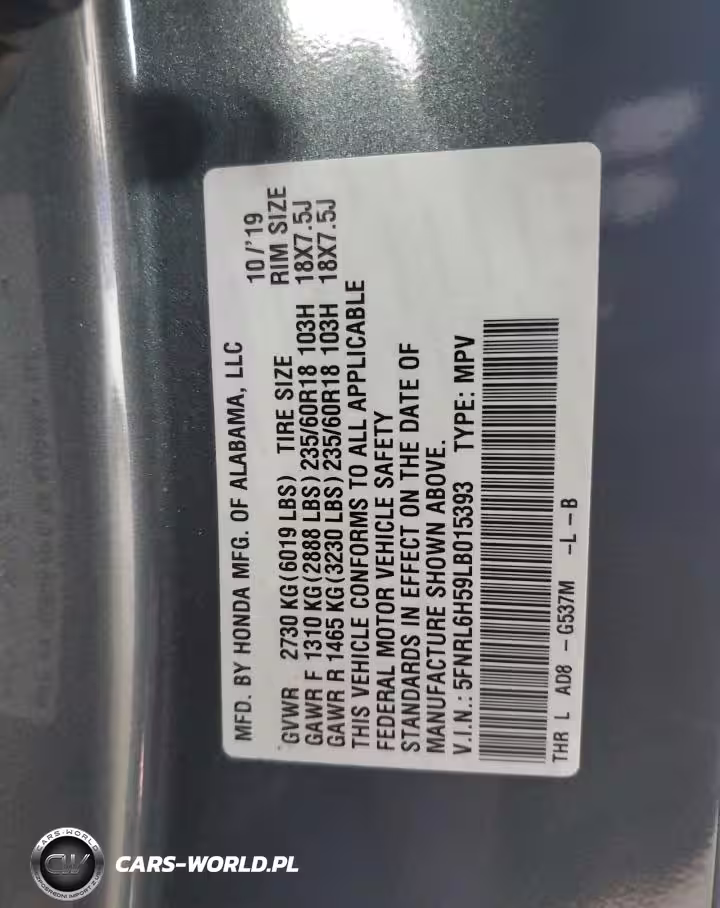 MFD. BY HONDA MFG. OF ALABAMA, LLC 10/'19
GVWR 2730 KG(6019 LBS) TIRE SIZE RIM SIZE
GAWR F 1310 KG(2888 LBS)235/60R18 103H 18X7.5J
GAWR R 1465 KG(3230 LBS)235/60R18 103H 18X7.5J
THIS VEHICLE CONFORMS TO ALL APPLICABLE
FEDERAL MOTOR VEHICLE SAFETY
STANDARDS IN EFFECT ON THE DATE OF
MANUFACTURE SHOWN ABOVE.
V.I.N.: 5FNRL6H59LB015393 TYPE: MPV
THR L AD8 - G537M -L-B
CARS-WORLD
CW
CARS-WORLD.PL